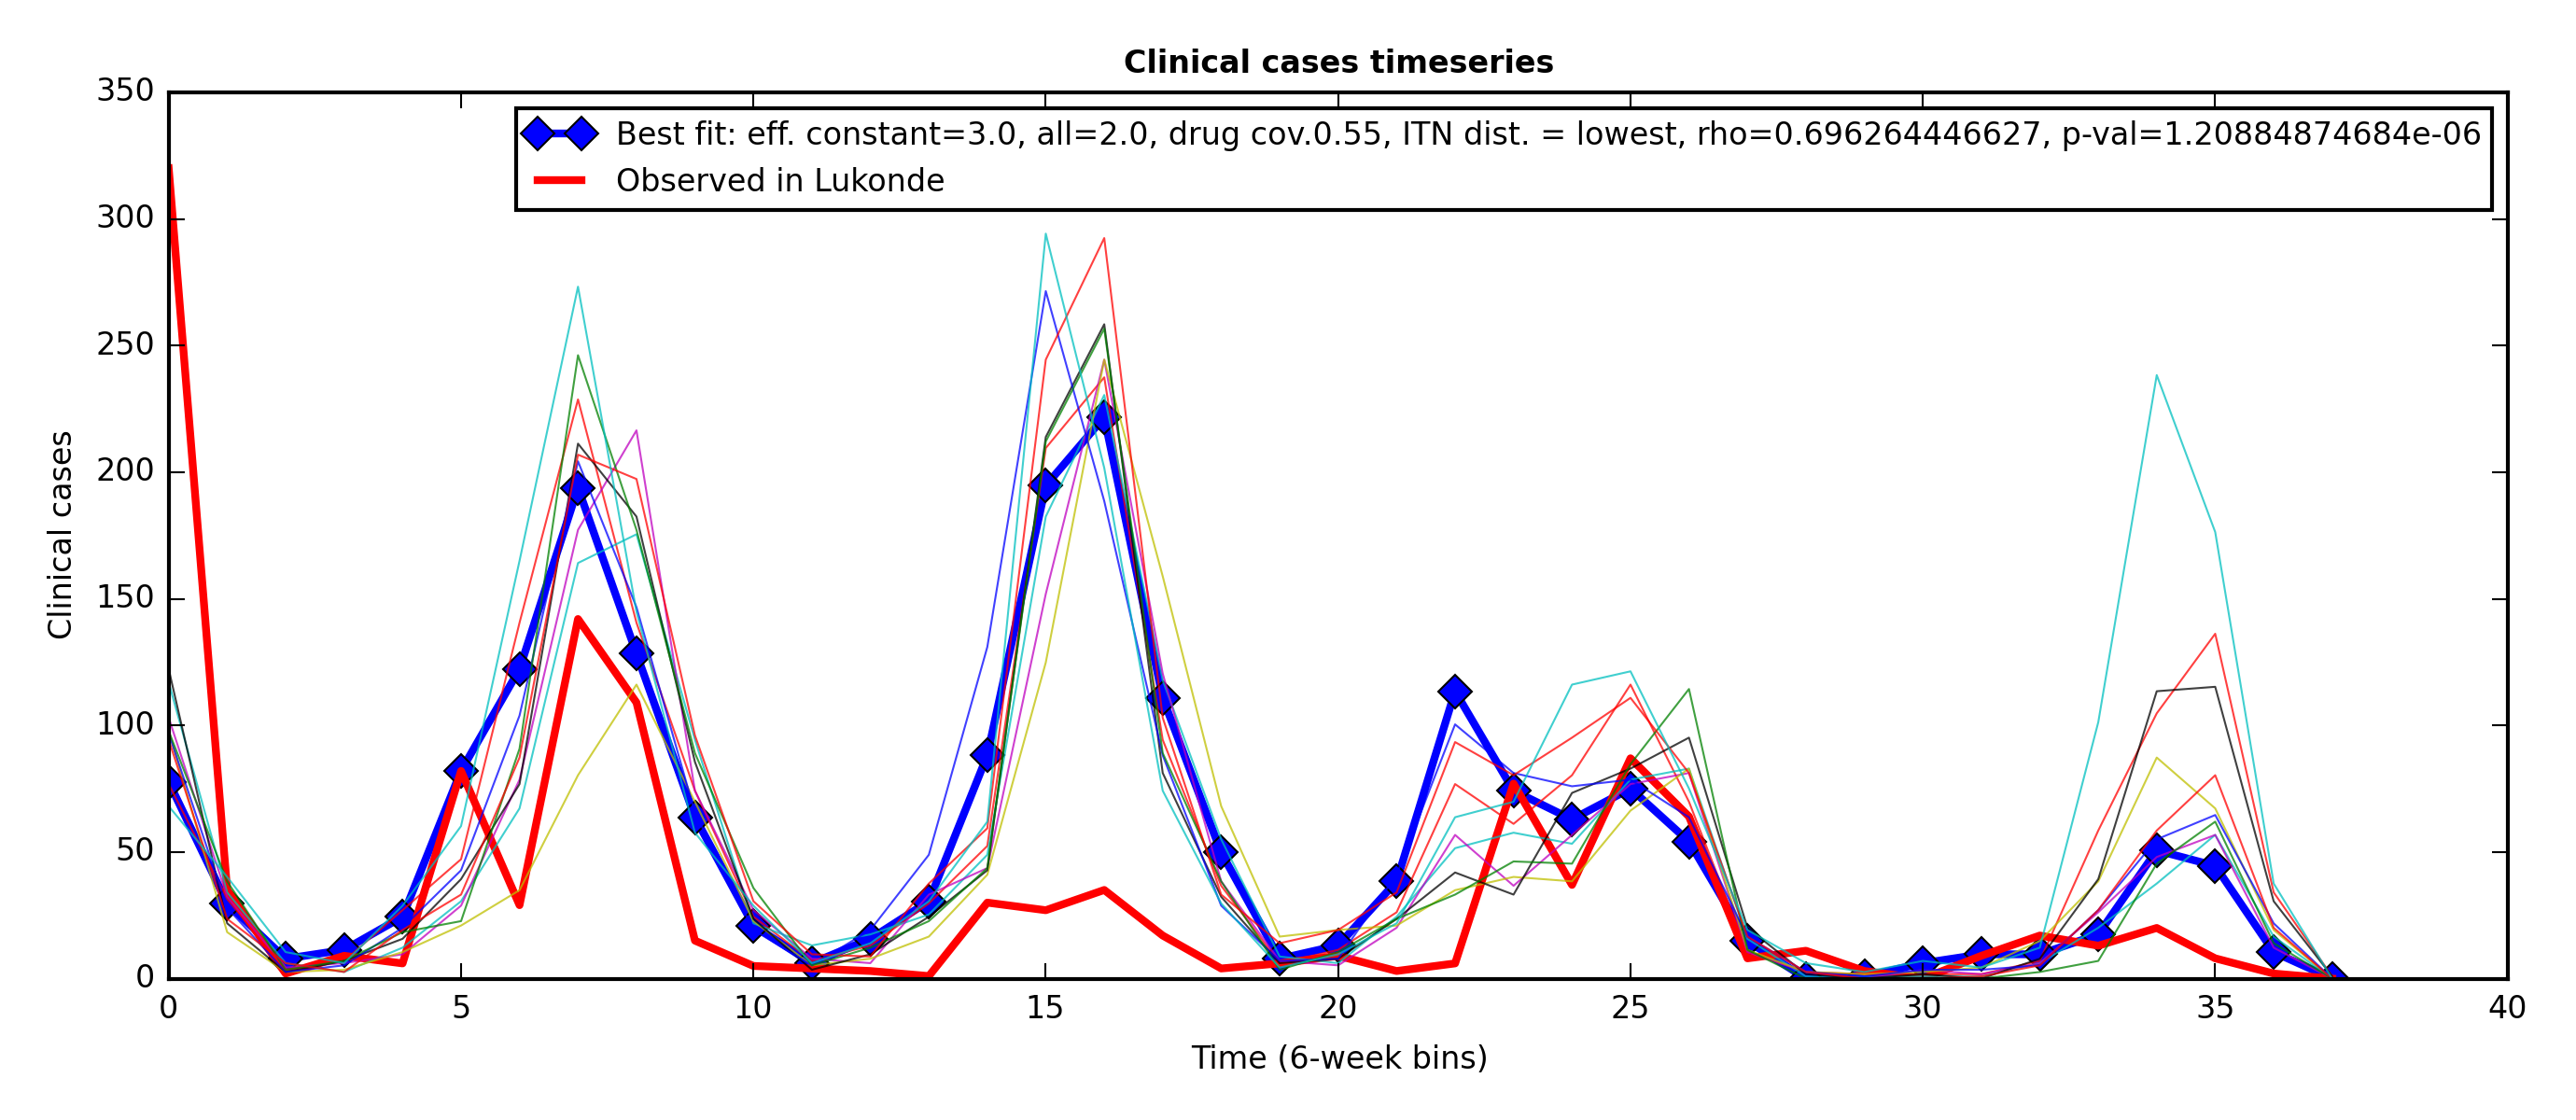 Clinical cases timeseries
350
300
250
200
150
100
50
0
Clinical cases
Best fit: eff. constant=3.0, all=2.0, drug cov.0.55, ITN dist. = lowest, rho=0.696264446627, p-val=1.20884874684e-06
Observed in Lukonde
0 5 10 15 20 25 30 35 40
Time (6-week bins)